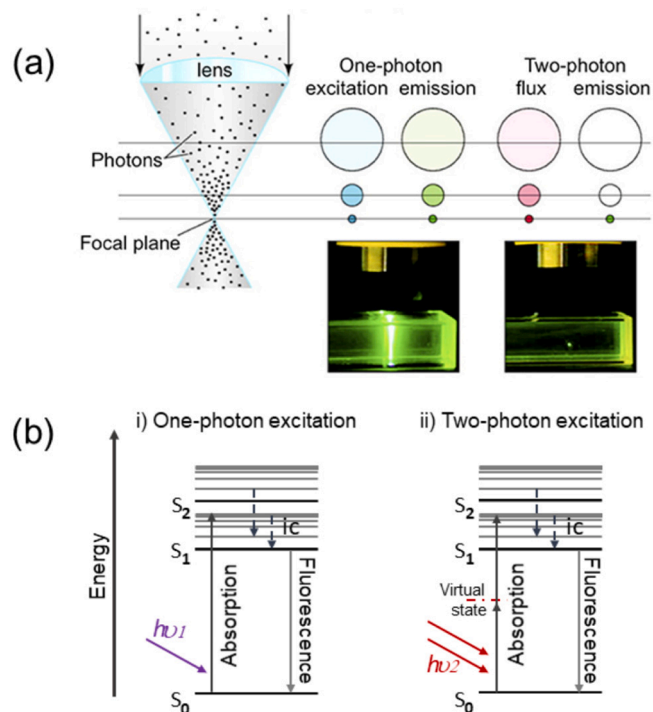 (a)
lens
One-photon
excitation emission
Two-photon
flux emission
Photons
Focal plane
(b)
i) One-photon excitation
ii) Two-photon excitation
Energy
S2
S1
S0
ic
Absorption
Fluorescence
hυ1
S2
S1
S0
ic
Virtual
state
Absorption
Fluorescence
hυ2